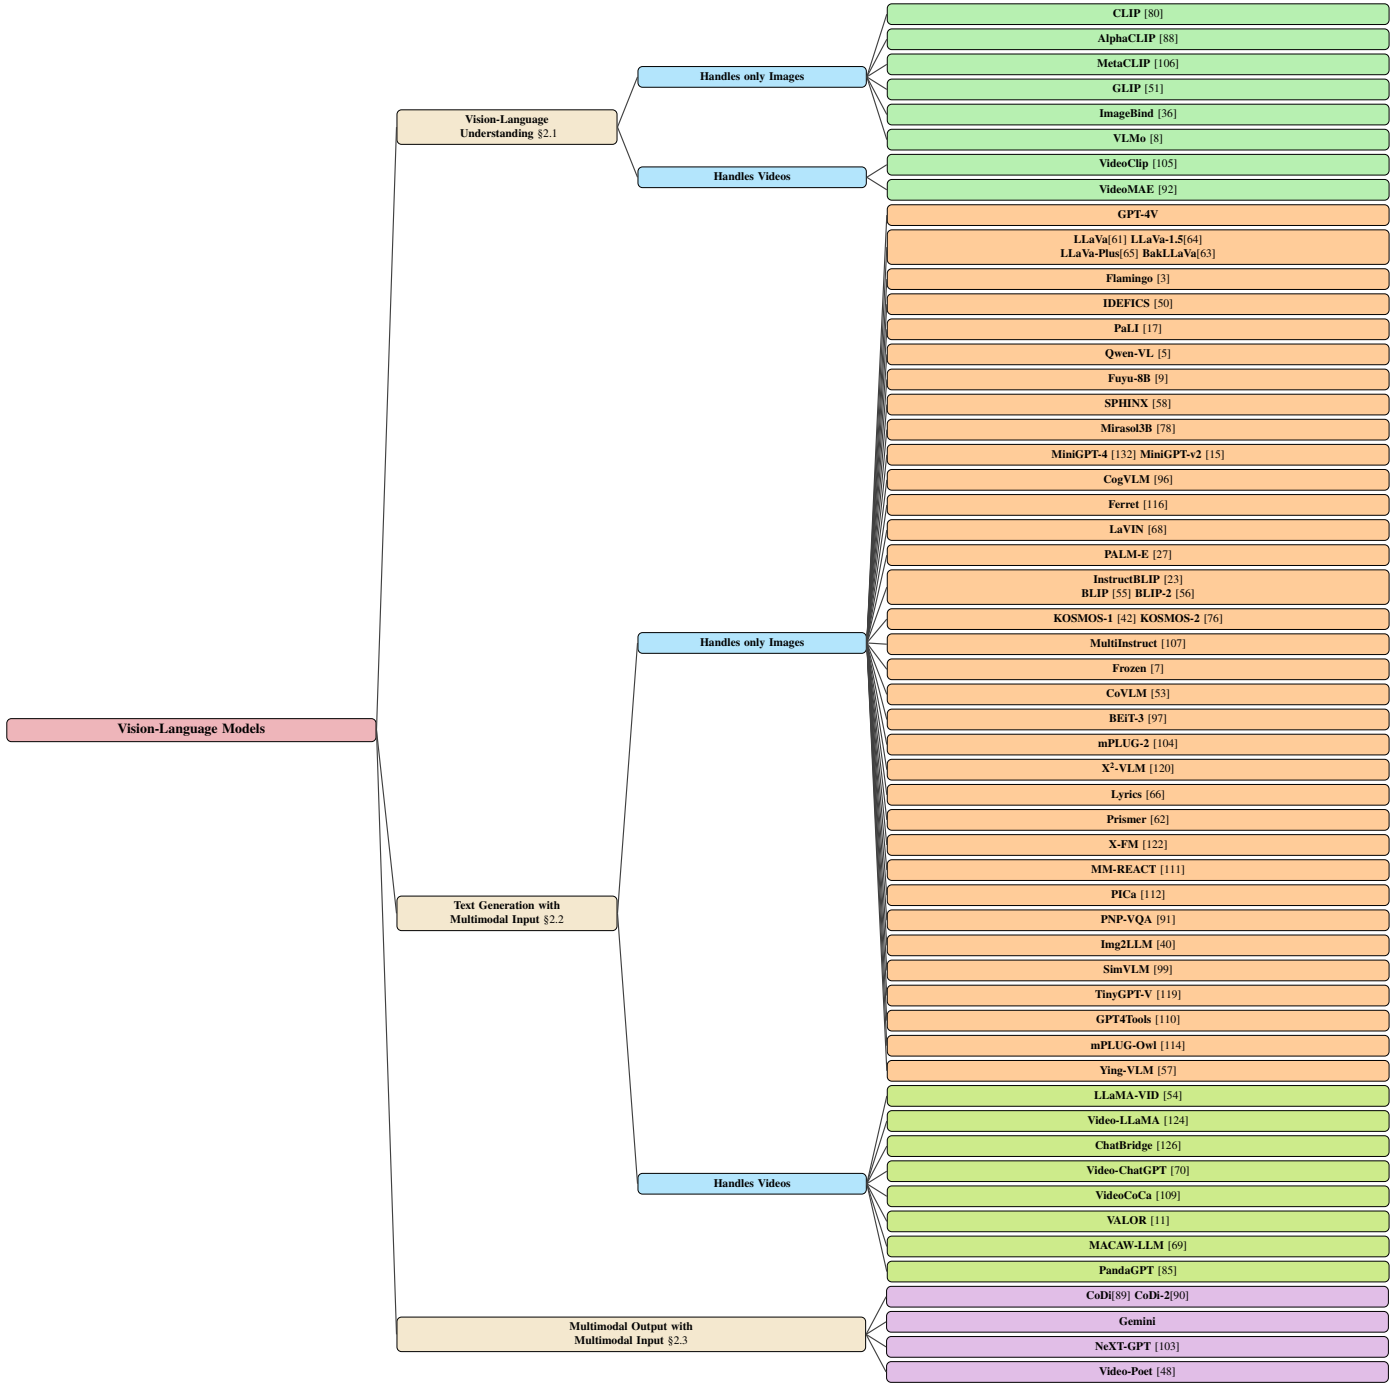 Vision-Language Models
Vision-Language
Understanding §2.1
Handles only Images
CLIP [80]
AlphaCLIP [88]
MetaCLIP [106]
GLIP [51]
ImageBind [36]
VLMo [8]
Handles Videos
VideoClip [105]
VideoMAE [92]
Text Generation with
Multimodal Input §2.2
Handles only Images
GPT-4V
LLaVa[61] LLaVa-1.5[64]
LLaVa-Plus[65] BakLLaVa[63]
Flamingo [3]
IDEFICS [50]
PaLI [17]
Qwen-VL [5]
Fuyu-8B [9]
SPHINX [58]
Mirasol3B [78]
MiniGPT-4 [132] MiniGPT-v2 [15]
CogVLM [96]
Ferret [116]
LaVIN [68]
PALM-E [27]
InstructBLIP [23]
BLIP [55] BLIP-2 [56]
KOSMOS-1 [42] KOSMOS-2 [76]
MultiInstruct [107]
Frozen [7]
CoVLM [53]
BEiT-3 [97]
mPLUG-2 [104]
X²-VLM [120]
Lyrics [66]
Prismer [62]
X-FM [122]
MM-REACT [111]
PICa [112]
PNP-VQA [91]
Img2LLM [40]
SimVLM [99]
TinyGPT-V [119]
GPT4Tools [110]
mPLUG-Owl [114]
Ying-VLM [57]
Handles Videos
LLaMA-VID [54]
Video-LLaMA [124]
ChatBridge [126]
Video-ChatGPT [70]
VideoCoCa [109]
VALOR [11]
MACAW-LLM [69]
PandaGPT [85]
Multimodal Output with
Multimodal Input §2.3
CoDi[89] CoDi-2[90]
Gemini
NeXT-GPT [103]
Video-Poet [48]